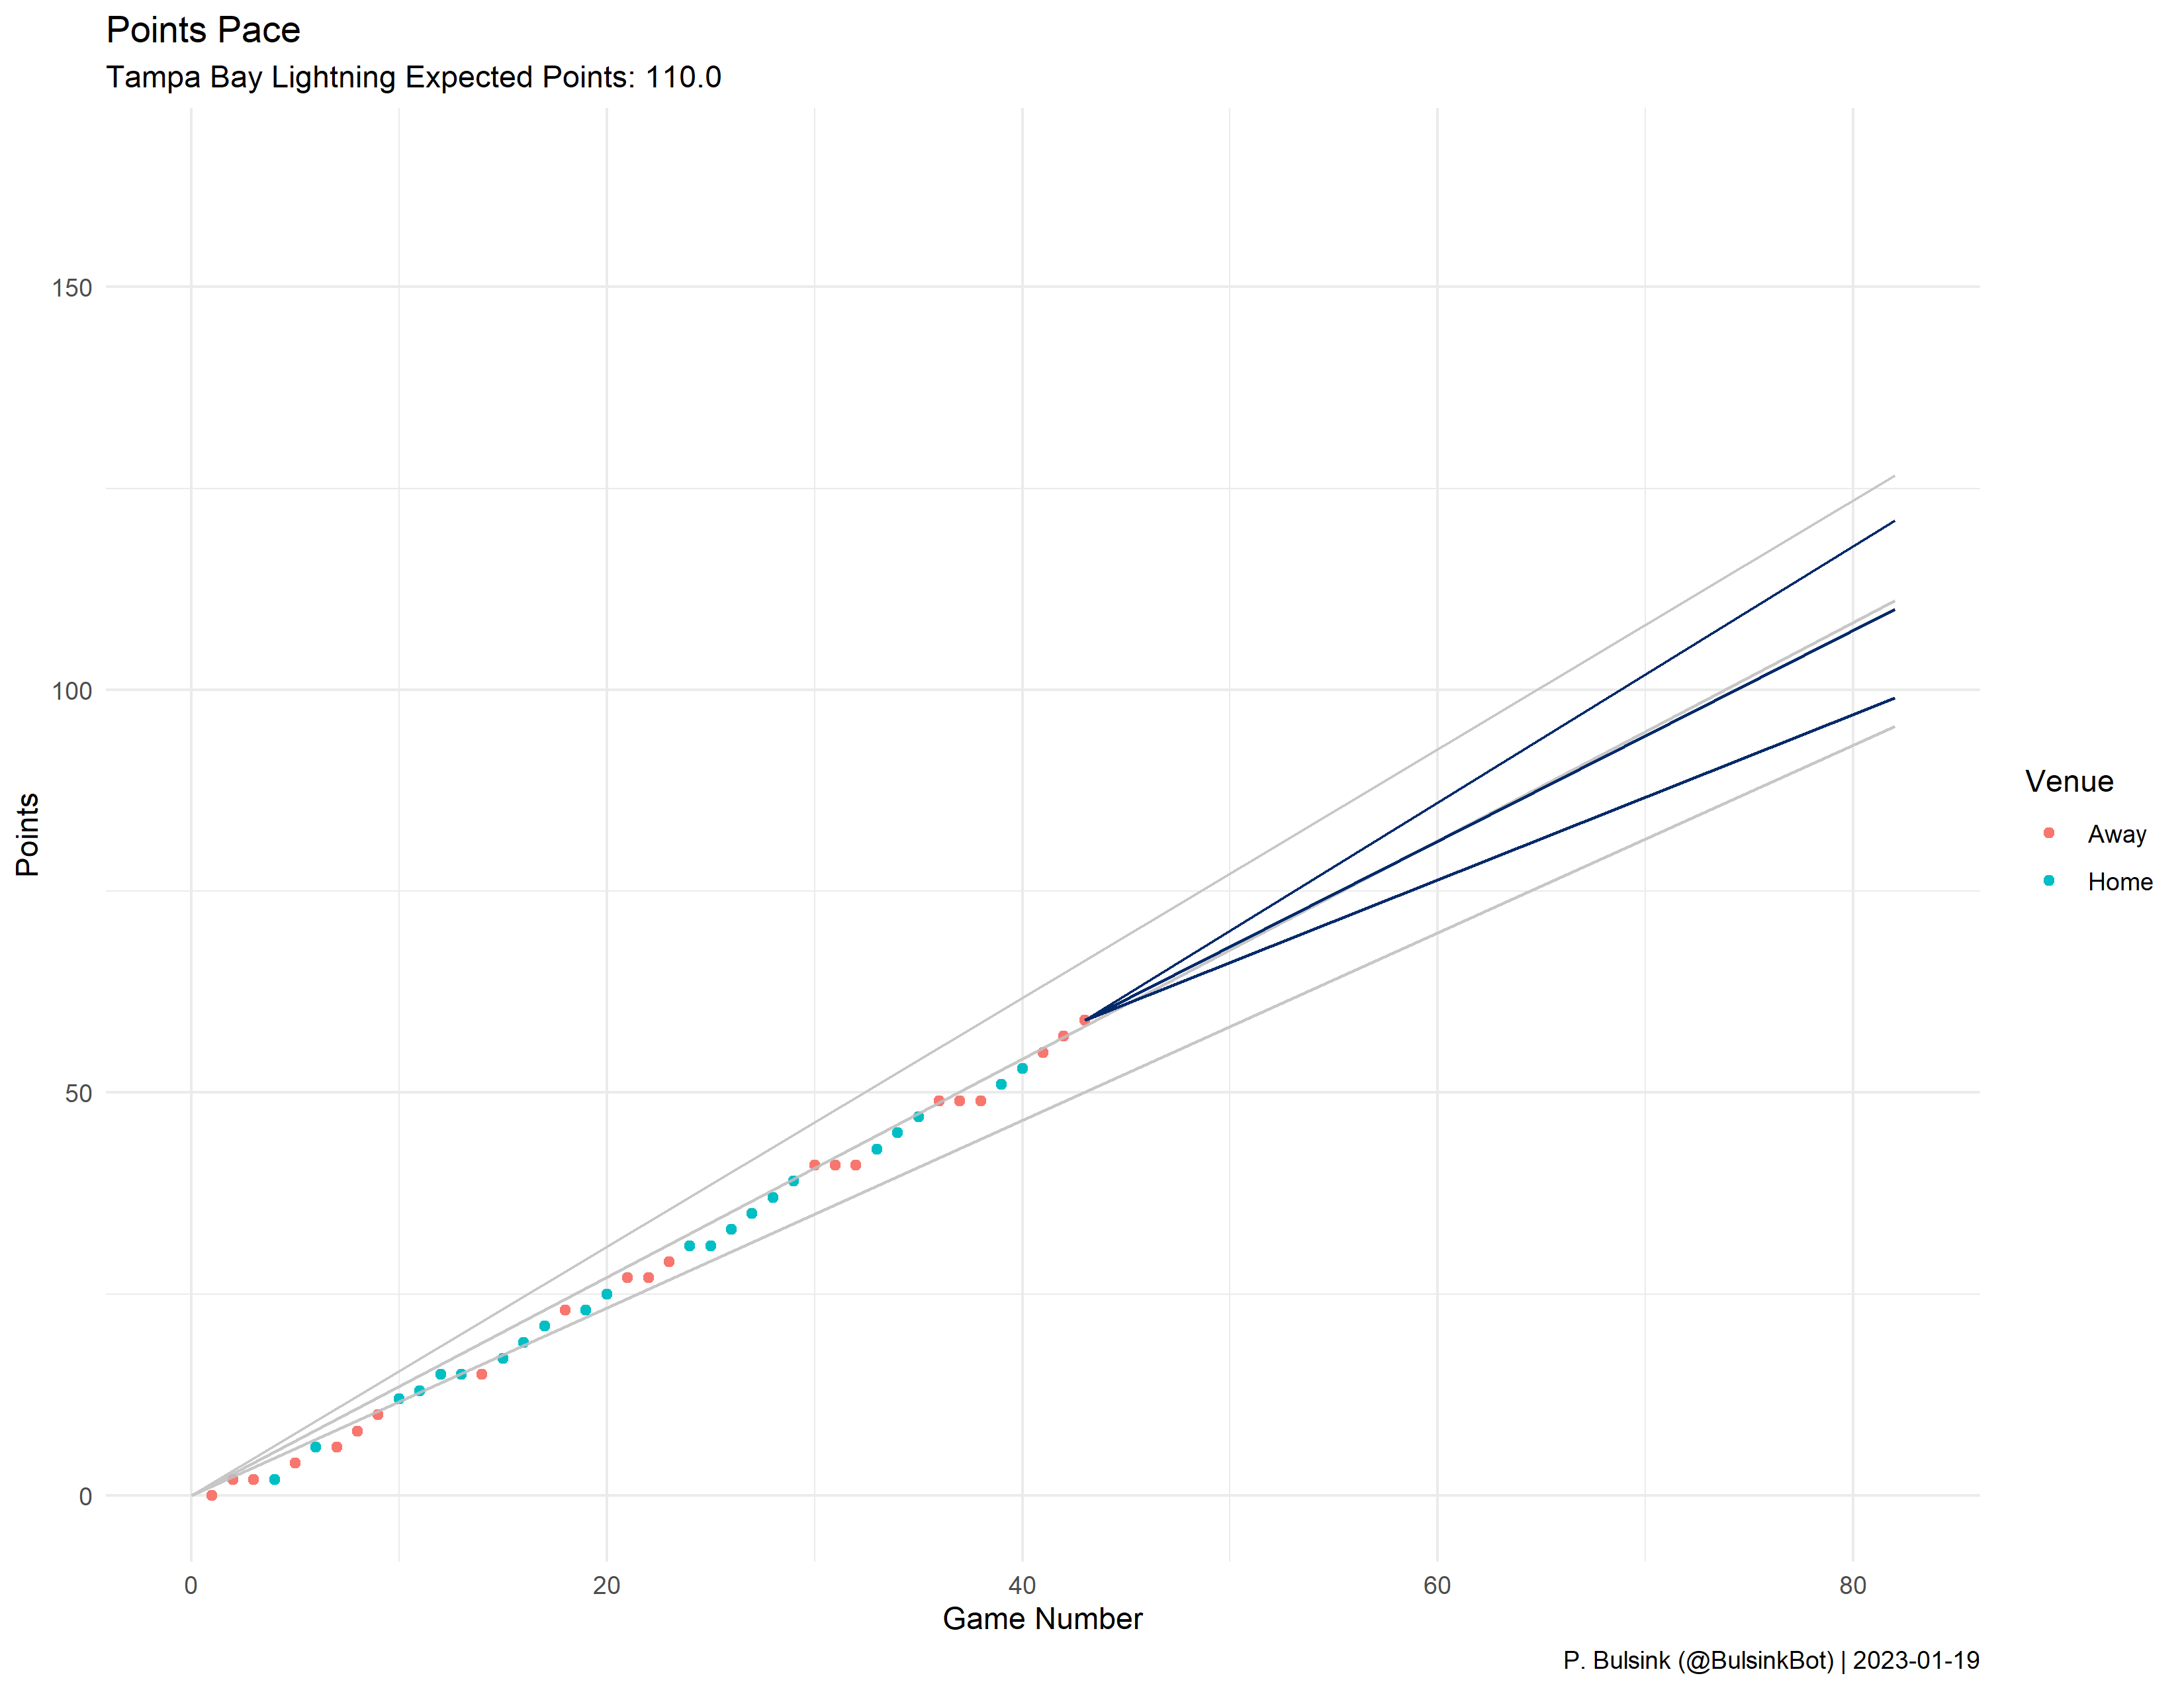 Points Pace
Tampa Bay Lightning Expected Points: 110.0
150
100
50
0
Points
0 20 40 60 80
Game Number
Venue
Away
Home
P. Bulsink (@BulsinkBot) | 2023-01-19